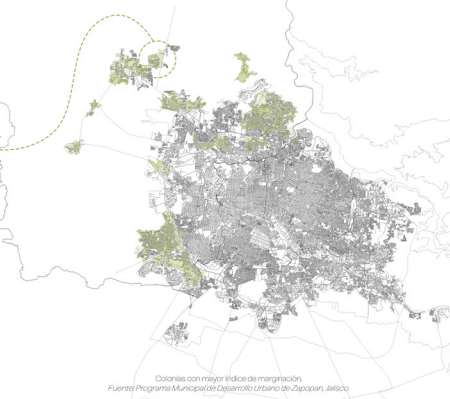 Colonias con mayor índice de marginación.
Fuente: Programa Municipal de Desarrollo Urbano de Zapopan, Jalisco.